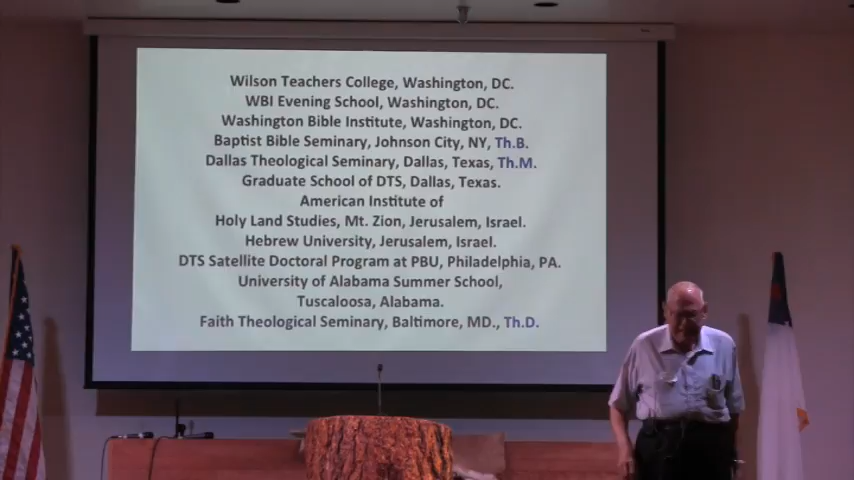 Wilson Teachers College, Washington, DC.
WBI Evening School, Washington, DC.
Washington Bible Institute, Washington, DC.
Baptist Bible Seminary, Johnson City, NY, Th.B.
Dallas Theological Seminary, Dallas, Texas, Th.M.
Graduate School of DTS, Dallas, Texas.
American Institute of
Holy Land Studies, Mt. Zion, Jerusalem, Israel.
Hebrew University, Jerusalem, Israel.
DTS Satellite Doctoral Program at PBU, Philadelphia, PA.
University of Alabama Summer School,
Tuscaloosa, Alabama.
Faith Theological Seminary, Baltimore, MD., Th.D.